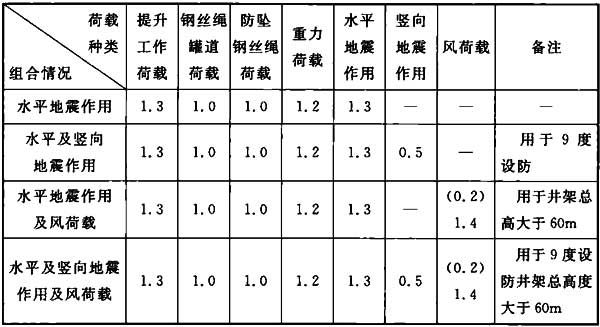 荷载种类 组合情况 提升工作荷载 钢丝绳罐道荷载 防坠钢丝绳荷载 重力荷载 水平地震作用 竖向地震作用 风荷载 备注
水平地震作用 1.3 1.0 1.0 1.2 1.3 — — —
水平及竖向地震作用 1.3 1.0 1.0 1.2 1.3 0.5 — 用于9度设防
水平地震作用及风荷载 1.3 1.0 1.0 1.2 1.3 — (0.2) 1.4 用于井架总高大于60m
水平及竖向地震作用及风荷载 1.3 1.0 1.0 1.2 1.3 0.5 (0.2) 1.4 用于9度设防井架总高度大于60m